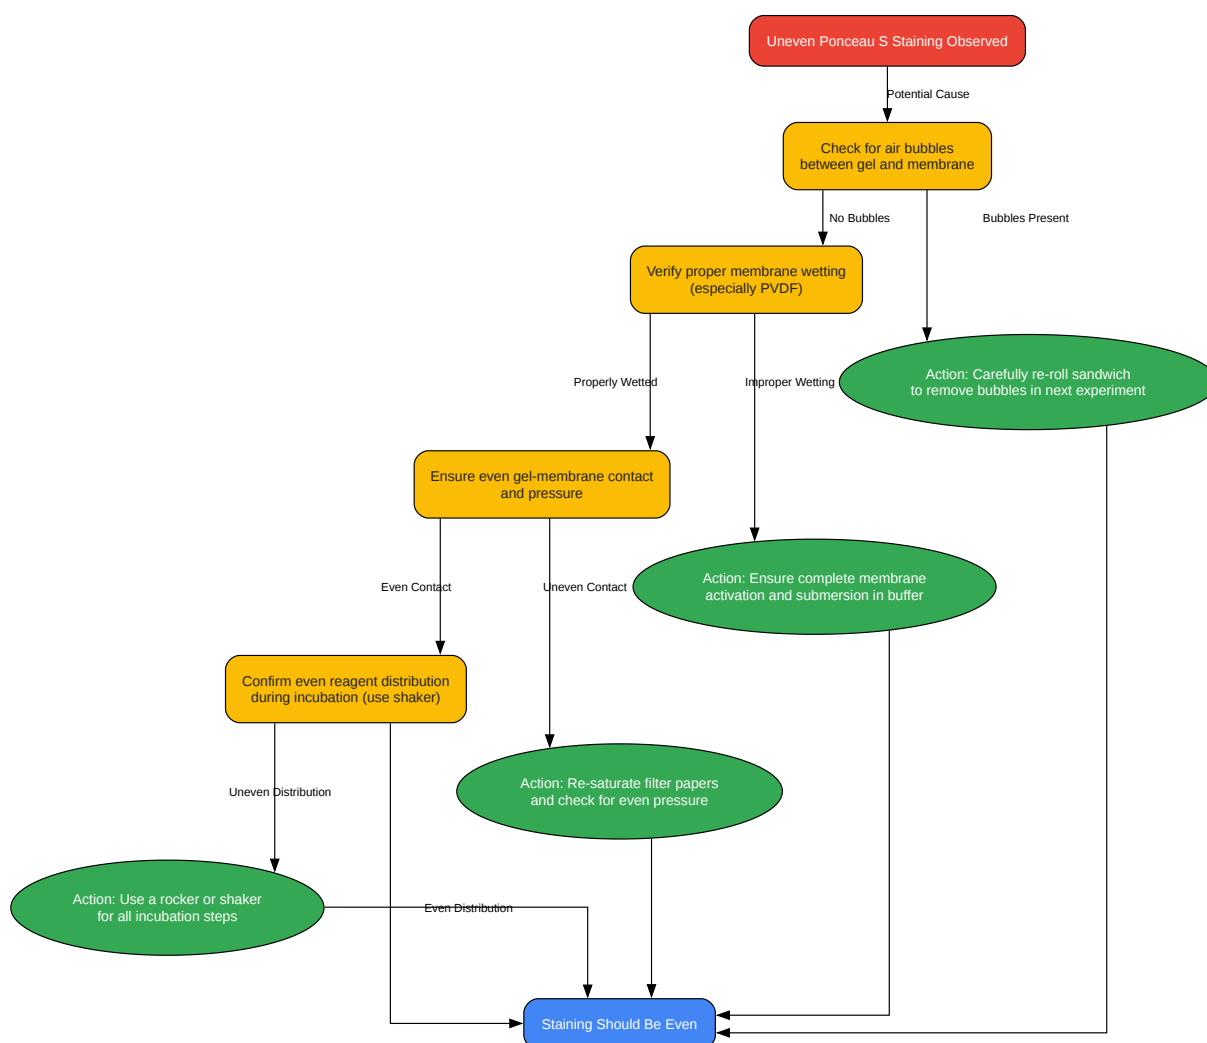 Uneven Ponceau S Staining Observed
Potential Cause
Check for air bubbles
between gel and membrane
No Bubbles
Bubbles Present
Verify proper membrane wetting
(especially PVDF)
Action: Carefully re-roll sandwich
to remove bubbles in next experiment
Properly Wetted
Improper Wetting
Ensure even gel-membrane contact
and pressure
Action: Ensure complete membrane
activation and submersion in buffer
Even Contact
Uneven Contact
Confirm even reagent distribution
during incubation (use shaker)
Action: Re-saturate filter papers
and check for even pressure
Uneven Distribution
Action: Use a rocker or shaker
for all incubation steps
Even Distribution
Staining Should Be Even